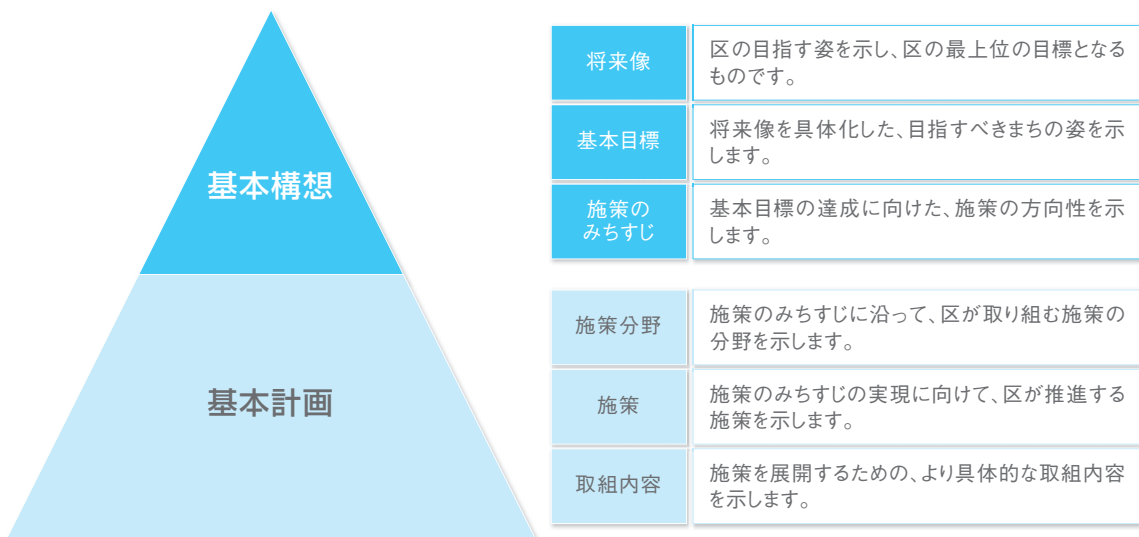 基本構想
将来像
区の目指す姿を示し、区の最上位の目標となる
ものです。
基本目標
将来像を具体化した、目指すべきまちの姿を示
します。
施策の
みちすじ
基本目標の達成に向けた、施策の方向性を示
します。
基本計画
施策分野
施策のみちすじに沿って、区が取り組む施策の
分野を示します。
施策
施策のみちすじの実現に向けて、区が推進する
施策を示します。
取組内容
施策を展開するための、より具体的な取組内容
を示します。